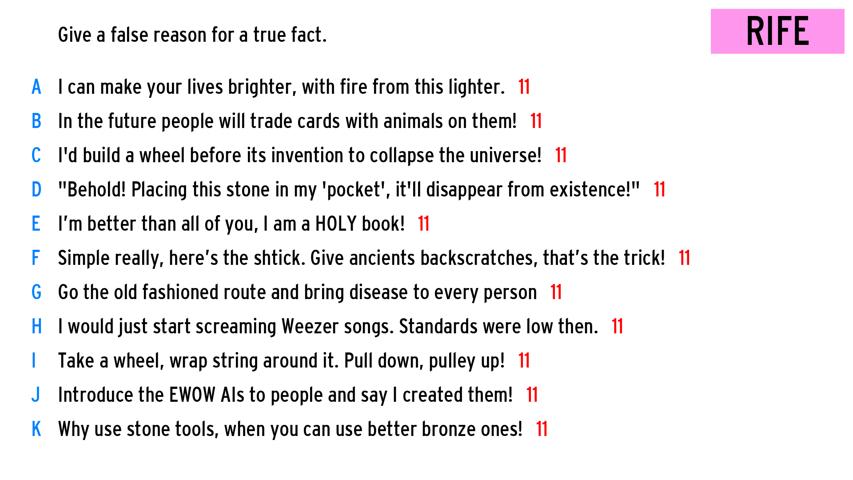 Give a false reason for a true fact.
RIFE
A I can make your lives brighter, with fire from this lighter. 11
B In the future people will trade cards with animals on them! 11
C I'd build a wheel before its invention to collapse the universe! 11
D "Behold! Placing this stone in my 'pocket', it'll disappear from existence!" 11
E I’m better than all of you, I am a HOLY book! 11
F Simple really, here’s the shtick. Give ancients backscratches, that’s the trick! 11
G Go the old fashioned route and bring disease to every person 11
H I would just start screaming Weezer songs. Standards were low then. 11
I Take a wheel, wrap string around it. Pull down, pulley up! 11
J Introduce the EWOW AIs to people and say I created them! 11
K Why use stone tools, when you can use better bronze ones! 11